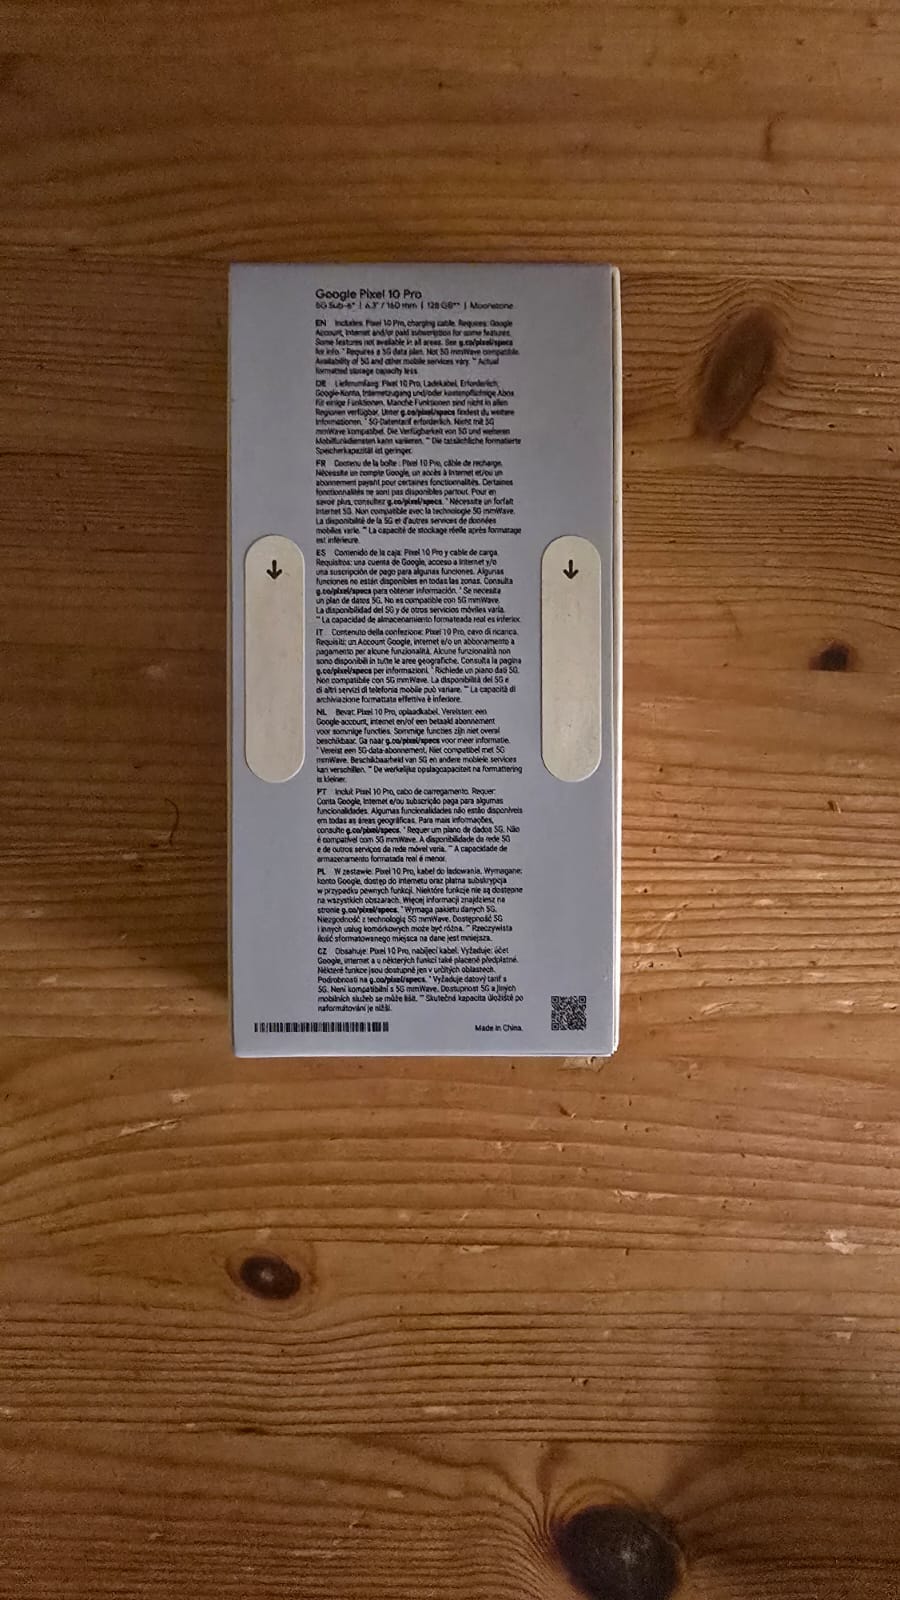 Google Pixel 10 Pro
5G Sub-6* | 6.3" / 160 mm | 128 GB** | Moonstone
EN Includes: Pixel 10 Pro, charging cable. Requires: Google
Account, internet and/or paid subscription for some features.
Some features not available in all areas. See g.co/pixel/specs
for info. * Requires a 5G data plan. Not 5G mmWave compatible.
Availability of 5G and other mobile services vary. ** Actual
formatted storage capacity less.
DE Lieferumfang: Pixel 10 Pro, Ladekabel. Erforderlich:
Google-Konto, Internetzugang und/oder kostenpflichtige Abos
für einige Funktionen. Manche Funktionen sind nicht in allen
Regionen verfügbar. Unter g.co/pixel/specs findest du weitere
Informationen. * 5G-Datentarif erforderlich. Nicht mit 5G
mmWave kompatibel. Die Verfügbarkeit von 5G und weiteren
Mobilfunkdiensten kann variieren. ** Die tatsächliche formatierte
Speicherkapazität ist geringer.
FR Contenu de la boîte : Pixel 10 Pro, câble de recharge.
Nécessite un compte Google, un accès à Internet et/ou un
abonnement payant pour certaines fonctionnalités. Certaines
fonctionnalités ne sont pas disponibles partout. Pour en
savoir plus, consultez g.co/pixel/specs. * Nécessite un forfait
Internet 5G. Non compatible avec la technologie 5G mmWave.
La disponibilité de la 5G et d'autres services de données
mobiles varie. ** La capacité de stockage réelle après formatage
est inférieure.
ES Contenido de la caja: Pixel 10 Pro y cable de carga.
Requisitos: una cuenta de Google, acceso a Internet y/o
una suscripción de pago para algunas funciones. Algunas
funciones no están disponibles en todas las zonas. Consulta
g.co/pixel/specs para obtener información. * Se necesita
un plan de datos 5G. No es compatible con 5G mmWave.
La disponibilidad del 5G y de otros servicios móviles varía.
** La capacidad de almacenamiento formateada real es inferior.
IT Contenuto della confezione: Pixel 10 Pro, cavo di ricarica.
Requisiti: un Account Google, internet e/o un abbonamento a
pagamento per alcune funzionalità. Alcune funzionalità non
sono disponibili in tutte le aree geografiche. Consulta la pagina
g.co/pixel/specs per informazioni. * Richiede un piano dati 5G.
Non compatibile con 5G mmWave. La disponibilità del 5G e
di altri servizi di telefonia mobile può variare. ** La capacità di
archiviazione formattata effettiva è inferiore.
NL Bevat: Pixel 10 Pro, oplaadkabel. Vereisten: een
Google-account, internet en/of een betaald abonnement
voor sommige functies. Sommige functies zijn niet overal
beschikbaar. Ga naar g.co/pixel/specs voor meer informatie.
* Vereist een 5G-data-abonnement. Niet compatibel met 5G
mmWave. Beschikbaarheid van 5G en andere mobiele services
kan verschillen. ** De werkelijke opslagcapaciteit na formattering
is kleiner.
PT Inclui: Pixel 10 Pro, cabo de carregamento. Requer:
Conta Google, Internet e/ou subscrição paga para algumas
funcionalidades. Algumas funcionalidades não estão disponíveis
em todas as áreas geográficas. Para mais informações,
consulte g.co/pixel/specs. * Requer um plano de dados 5G. Não
é compatível com 5G mmWave. A disponibilidade da rede 5G
e de outros serviços de rede móvel varia. ** A capacidade de
armazenamento formatada real é menor.
PL W zestawie: Pixel 10 Pro, kabel do ładowania. Wymagane:
konto Google, dostęp do internetu oraz płatna subskrypcja
w przypadku pewnych funkcji. Niektóre funkcje nie są dostępne
na wszystkich obszarach. Więcej informacji znajdziesz na
stronie g.co/pixel/specs. * Wymaga pakietu danych 5G.
Niezgodność z technologią 5G mmWave. Dostępność 5G
i innych usług komórkowych może być różna. ** Rzeczywista
ilość sformatowanego miejsca na dane jest mniejsza.
CZ Obsahuje: Pixel 10 Pro, nabíjecí kabel. Vyžaduje: účet
Google, internet a u některých funkcí také placené předplatné.
Některé funkce jsou dostupné jen v určitých oblastech.
Podrobnosti na g.co/pixel/specs. * Vyžaduje datový tarif s
5G. Není kompatibilní s 5G mmWave. Dostupnost 5G a jiných
mobilních služeb se může lišit. ** Skutečná kapacita úložiště po
naformátování je nižší.
Made in China.